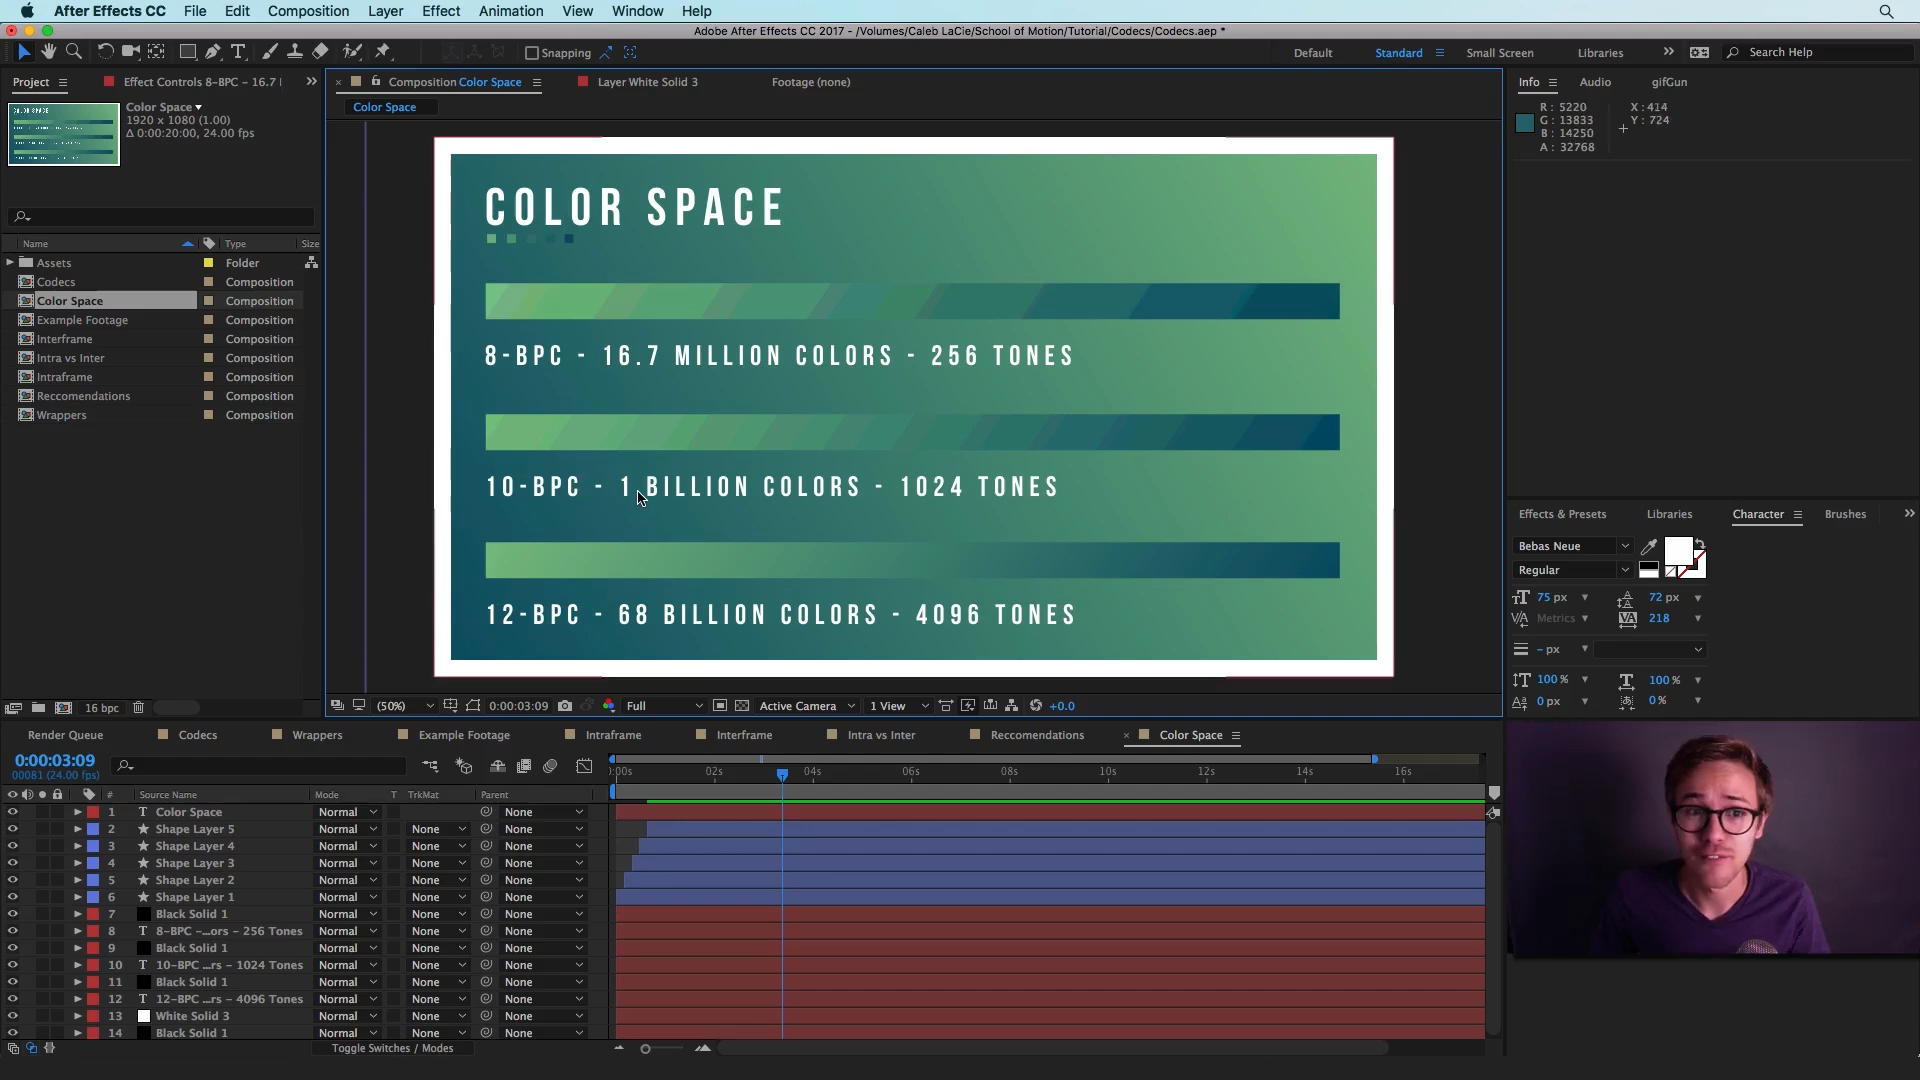 After Effects CC File Edit Composition Layer Effect Animation View Window Help
Adobe After Effects CC 2017 - /Volumes/Caleb LaCie/School of Motion/Tutorial/Codecs/Codecs.aep *
Snapping Default Standard Small Screen Libraries Search Help
Project Effect Controls 8-BPC - 16.7
Composition Color Space Layer White Solid 3 Footage (none)
Info Audio gifGun
Color Space
1920 x 1080 (1.00)
Δ 0:00:20:00, 24.00 fps
Color Space
R : 5220
G : 13833
B : 14250
A : 32768
X : 414
Y : 724
Name Type Size
Assets Folder
Codecs Composition
Color Space Composition
Example Footage Composition
Interframe Composition
Intra vs Inter Composition
Intraframe Composition
Reccomendations Composition
Wrappers Composition
16 bpc
COLOR SPACE
8-BPC - 16.7 MILLION COLORS - 256 TONES
10-BPC - 1 BILLION COLORS - 1024 TONES
12-BPC - 68 BILLION COLORS - 4096 TONES
(50%) 0:00:03:09 Full Active Camera 1 View +0.0
Effects & Presets Libraries Character Brushes
Bebas Neue
Regular
75 px 72 px
Metrics 218
- px
100 % 100 %
0 px 0 %
Render Queue Codecs Wrappers Example Footage Intraframe Interframe Intra vs Inter Reccomendations Color Space
0:00:03:09
00081 (24.00 fps)
):00s 02s 04s 06s 08s 10s 12s 14s 16s
# Source Name Mode T TrkMat Parent
1 T Color Space Normal None
2 Shape Layer 5 Normal None None
3 Shape Layer 4 Normal None None
4 Shape Layer 3 Normal None None
5 Shape Layer 2 Normal None None
6 Shape Layer 1 Normal None None
7 Black Solid 1 Normal None None
8 T 8-BPC -...ors - 256 Tones Normal None None
9 Black Solid 1 Normal None None
10 T 10-BPC ...rs - 1024 Tones Normal None None
11 Black Solid 1 Normal None None
12 T 12-BPC ...rs - 4096 Tones Normal None None
13 White Solid 3 Normal None None
14 Black Solid 1 Normal None None
Toggle Switches / Modes